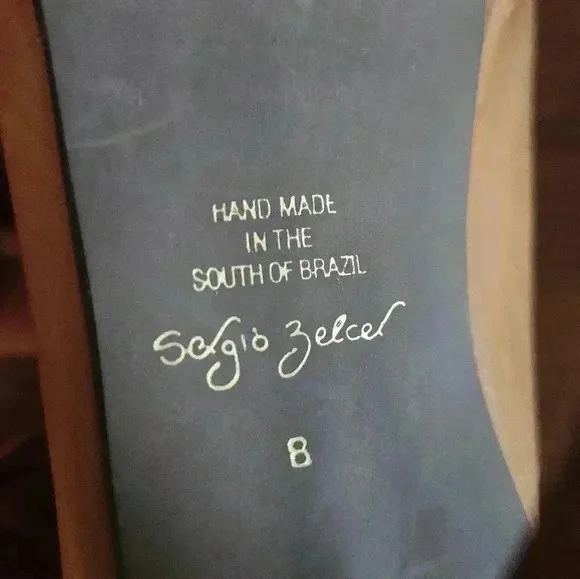 HAND MADE
IN THE
SOUTH OF BRAZIL
Sergio Zelcer
8